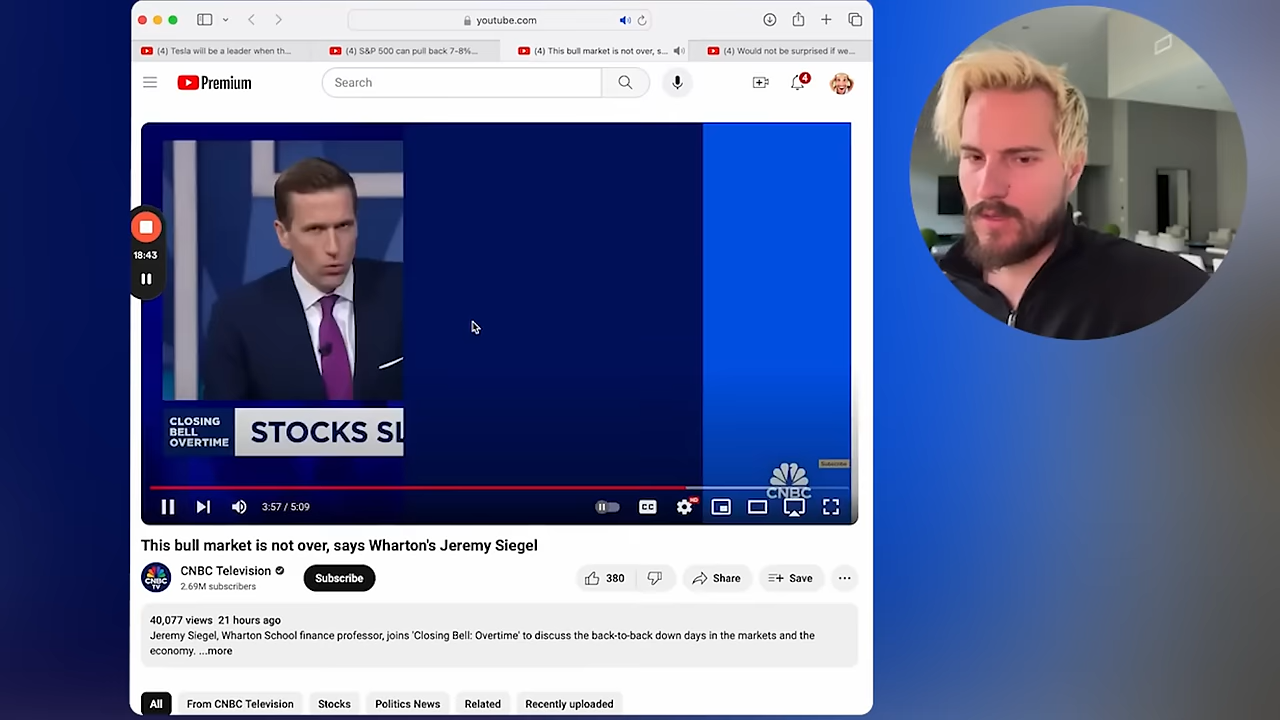 youtube.com
(4) Tesla will be a leader when th...
(4) S&P 500 can pull back 7-8%...
(4) This bull market is not over, s...
(4) Would not be surprised if we...
Premium
Search
4
18:43
CLOSING
BELL
OVERTIME
STOCKS SL
Subscribe
CNBC
3:57 / 5:09
CC
HD
This bull market is not over, says Wharton's Jeremy Siegel
CNBC
TV
CNBC Television
2.69M subscribers
Subscribe
380
Share
Save
40,077 views 21 hours ago
Jeremy Siegel, Wharton School finance professor, joins 'Closing Bell: Overtime' to discuss the back-to-back down days in the markets and the
economy. ...more
All
From CNBC Television
Stocks
Politics News
Related
Recently uploaded